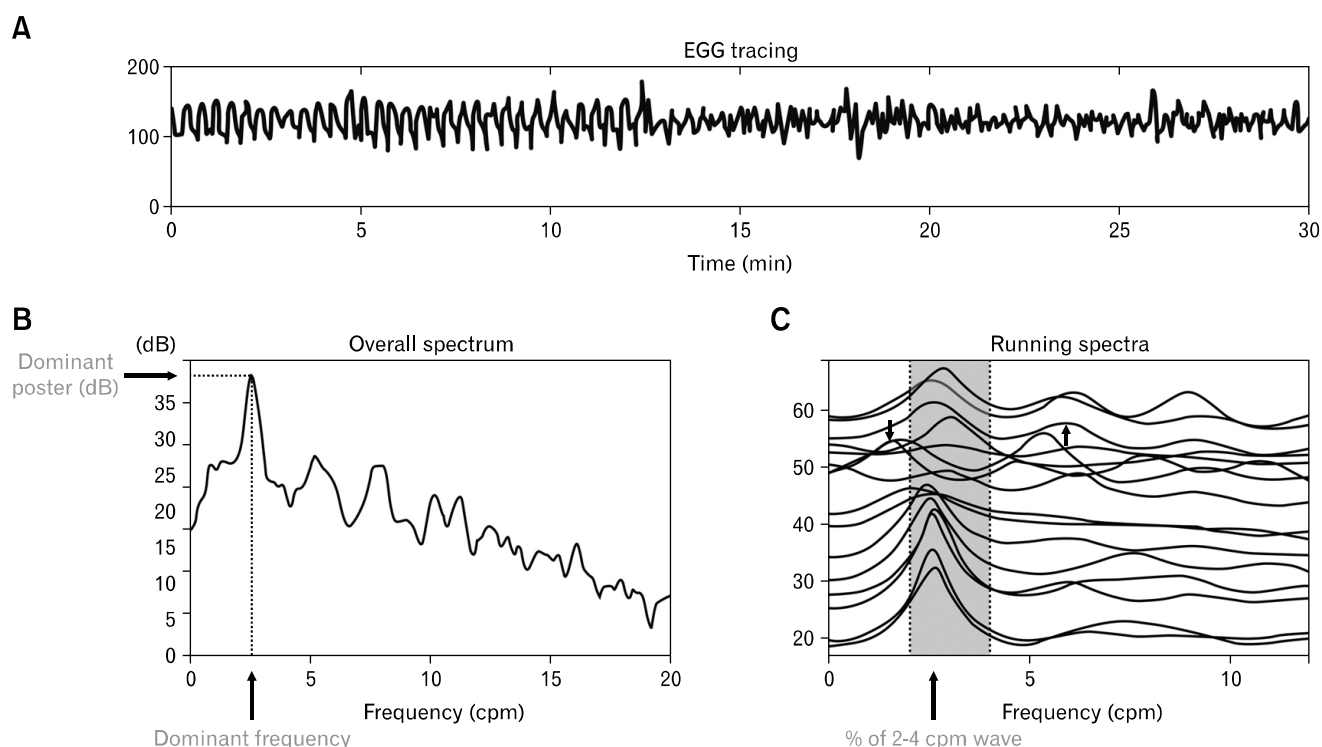 A
EGG tracing
200
100
0
0 5 10 15 20 25 30
Time (min)
B
(dB) Overall spectrum
Dominant
poster (dB)
35
30
20
10
5
0
0 5 10 15 20
Frequency (cpm)
Dominant frequency
C
Running spectra
60
50
40
30
20
0 5 10
Frequency (cpm)
% of 2-4 cpm wave